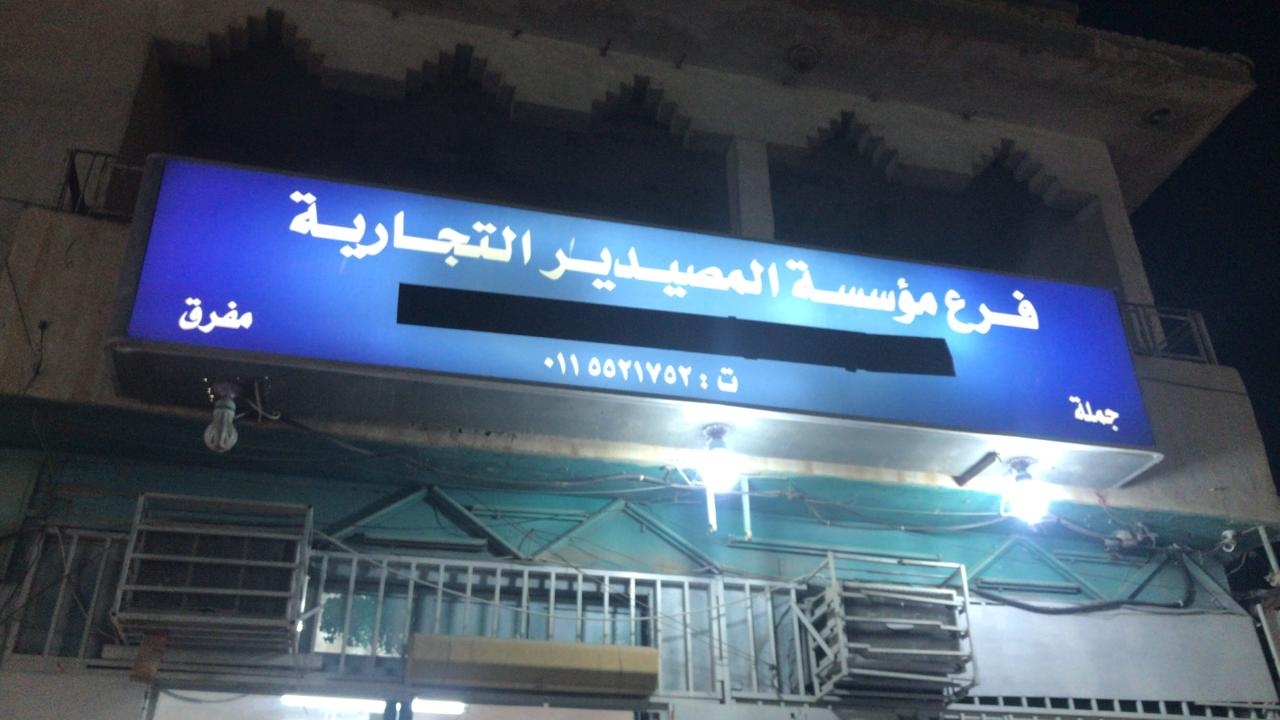 فرع مؤسسة المصيدير التجارية
جملة
مفرق
ت : ٠١١ ٥٥٢١٧٥٢